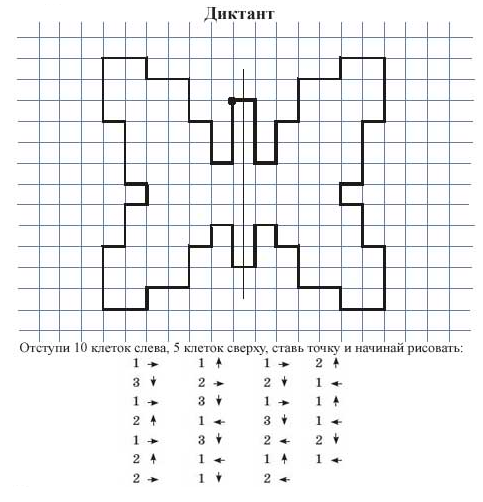 Диктант
Отступи 10 клеток слева, 5 клеток сверху, ставь точку и начинай рисовать:
1 → 1 ↑ 1 → 2 ↑
3 ↓ 2 → 2 ↓ 1 ←
1 → 3 ↓ 1 → 1 ↑
2 ↑ 1 ← 3 ↓ 1 ←
1 → 3 ↓ 2 ← 2 ↓
2 ↑ 1 ← 1 ↑ 1 ←
2 → 1 ↓ 2 ←